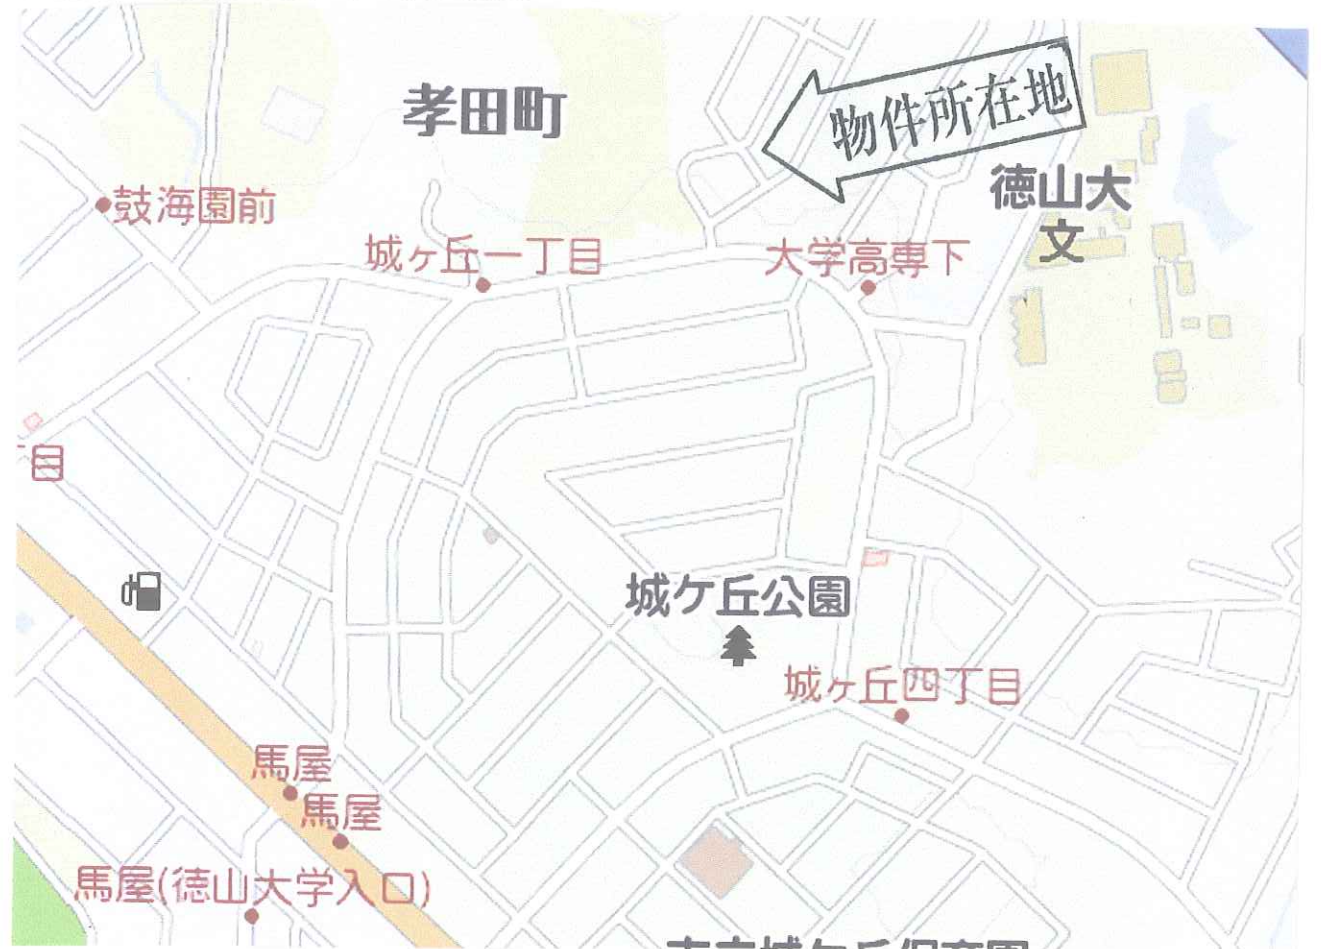 孝田町
物件所在地
徳山大
文
鼓海園前
城ヶ丘一丁目
大学高専下
丁目
城ケ丘公園
城ヶ丘四丁目
馬屋
馬屋
馬屋(徳山大学入口)